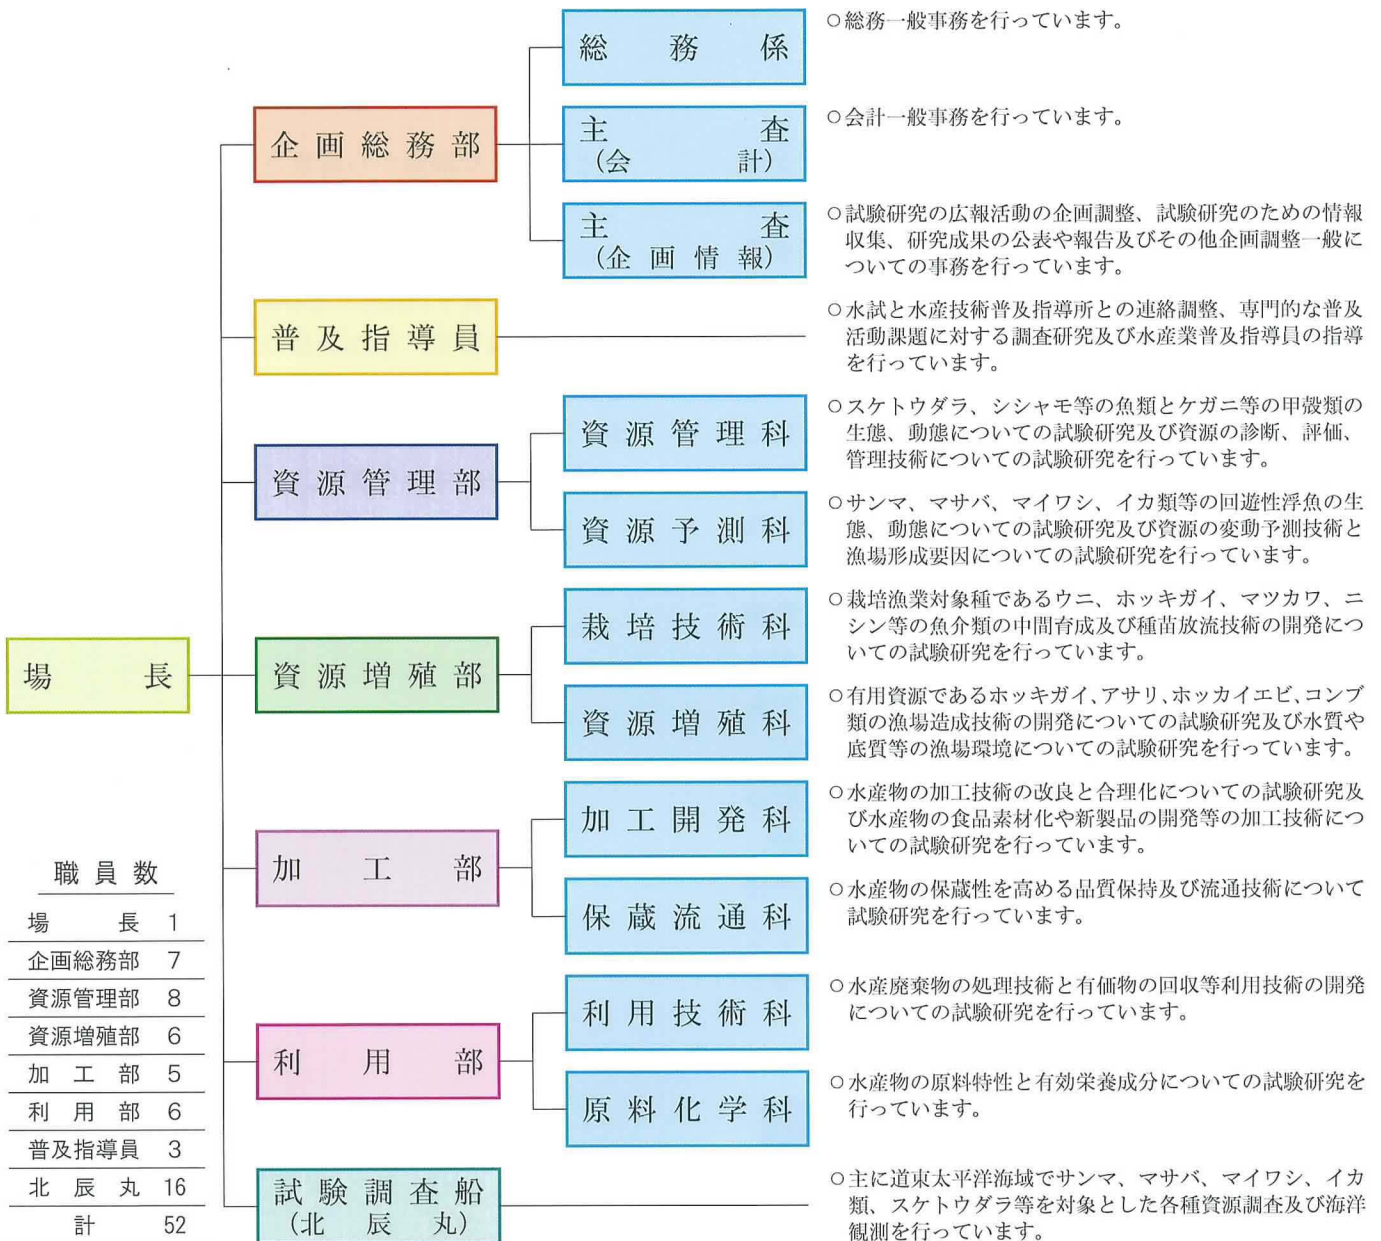 総務係
○総務一般事務を行っています。
企画総務部
主査
(会計)
○会計一般事務を行っています。
主査
(企画情報)
○試験研究の広報活動の企画調整、試験研究のための情報
収集、研究成果の公表や報告及びその他企画調整一般に
ついての事務を行っています。
普及指導員
○水試と水産技術普及指導所との連絡調整、専門的な普及
活動課題に対する調査研究及び水産業普及指導員の指導
を行っています。
資源管理部
資源管理科
○スケトウダラ、シシャモ等の魚類とケガニ等の甲殻類の
生態、動態についての試験研究及び資源の診断、評価、
管理技術についての試験研究を行っています。
資源予測科
○サンマ、マサバ、マイワシ、イカ類等の回遊性浮魚の生
態、動態についての試験研究及び資源の変動予測技術と
漁場形成要因についての試験研究を行っています。
場長
資源増殖部
栽培技術科
○栽培漁業対象種であるウニ、ホッキガイ、マツカワ、ニ
シン等の魚介類の中間育成及び種苗放流技術の開発につ
いての試験研究を行っています。
資源増殖科
○有用資源であるホッキガイ、アサリ、ホッカイエビ、コンブ
類の漁場造成技術の開発についての試験研究及び水質や
底質等の漁場環境についての試験研究を行っています。
加工部
加工開発科
○水産物の加工技術の改良と合理化についての試験研究及
び水産物の食品素材化や新製品の開発等の加工技術につ
いての試験研究を行っています。
保蔵流通科
○水産物の保蔵性を高める品質保持及び流通技術について
試験研究を行っています。
利用部
利用技術科
○水産廃棄物の処理技術と有価物の回収等利用技術の開発
についての試験研究を行っています。
原料化学科
○水産物の原料特性と有効栄養成分についての試験研究を
行っています。
試験調査船
(北辰丸)
○主に道東太平洋海域でサンマ、マサバ、マイワシ、イカ
類、スケトウダラ等を対象とした各種資源調査及び海洋
観測を行っています。
職員数
場長 1
企画総務部 7
資源管理部 8
資源増殖部 6
加工部 5
利用部 6
普及指導員 3
北辰丸 16
計 52